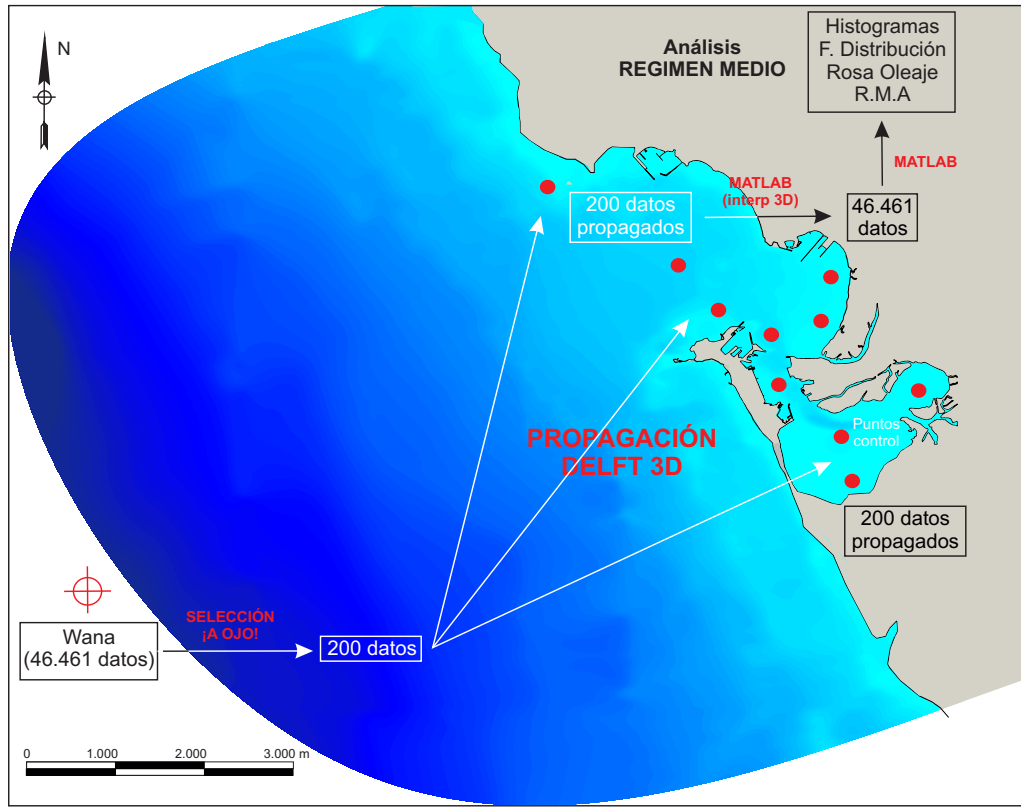 N
Análisis
REGIMEN MEDIO
Histogramas
F. Distribución
Rosa Oleaje
R.M.A
MATLAB
MATLAB
(interp 3D)
200 datos
propagados
46.461
datos
PROPAGACIÓN
DELFT 3D
Puntos
control
200 datos
propagados
SELECCIÓN
¡A OJO!
Wana
(46.461 datos)
200 datos
0 1.000 2.000 3.000 m